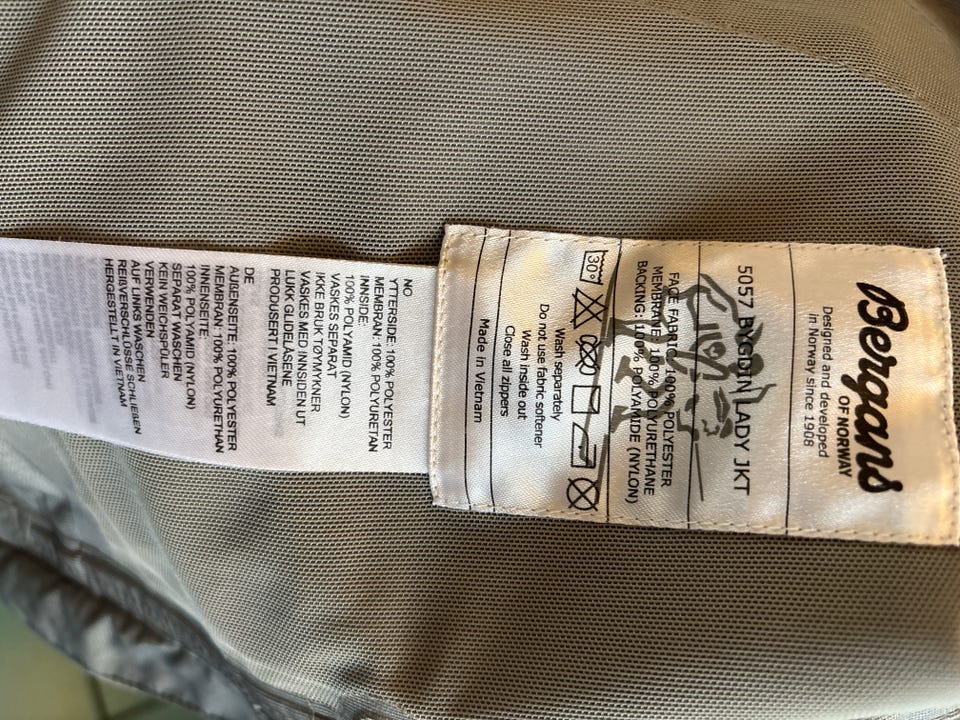 Bergans
OF NORWAY
Designed and developed
in Norway since 1908
5057 BYGDIN LADY JKT
FACE FABRIC: 100% POLYESTER
MEMBRANE: 100% POLYURETHANE
BACKING: 100% POLYAMIDE (NYLON)
30°
Wash separately
Do not use fabric softener
Wash inside out
Close all zippers
Made in Vietnam
NO
YTTERSIDE: 100% POLYESTER
MEMBRAN: 100% POLYURETAN
INNSIDE:
100% POLYAMID (NYLON)
VASKES SEPARAT
IKKE BRUK TØYMYKNER
VASKES MED INNSIDEN UT
LUKK GLIDELÅSENE
PRODUSERT I VIETNAM
DE
AUßENSEITE: 100% POLYESTER
MEMBRAN :100% POLYURETHAN
INNENSEITE:
100% POLYAMID (NYLON)
SEPARAT WASCHEN
KEIN WEICHSPÜLER
VERWENDEN
AUF LINKS WASCHEN
REIßVERSCHLÜSSE SCHLIEßEN
HERGESTELLT IN VIETNAM